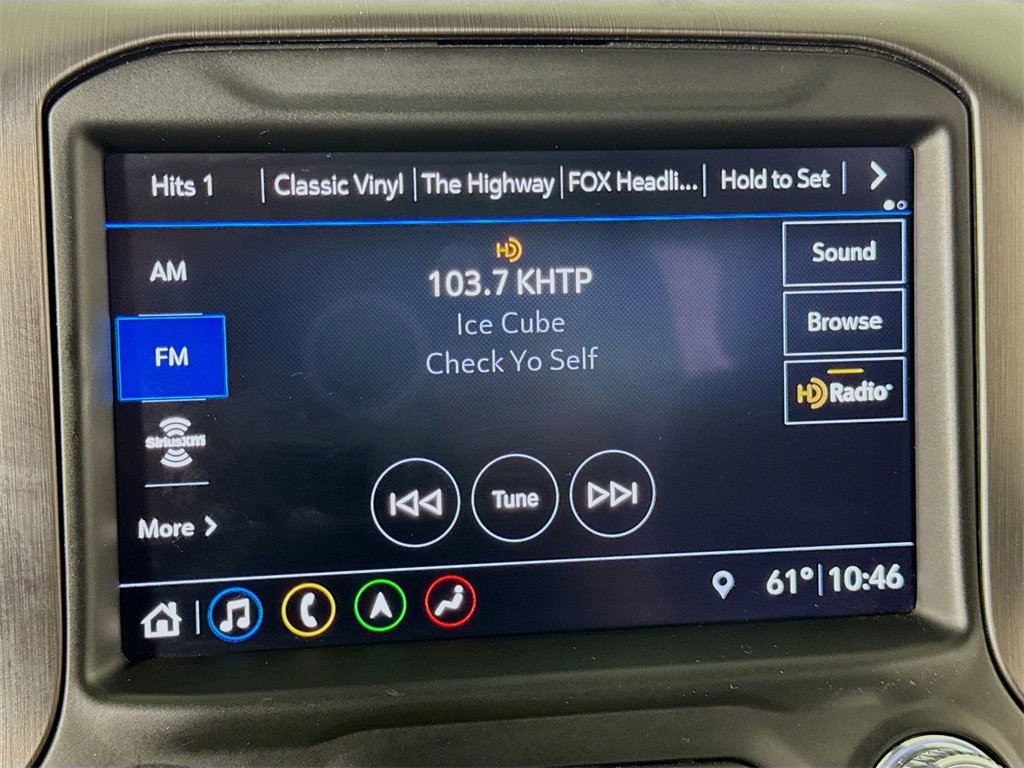 Hits 1 Classic Vinyl The Highway FOX Headli... Hold to Set
AM
FM
SiriusXM
More
HD
103.7 KHTP
Ice Cube
Check Yo Self
Tune
Sound
Browse
HD Radio
61° 10:46